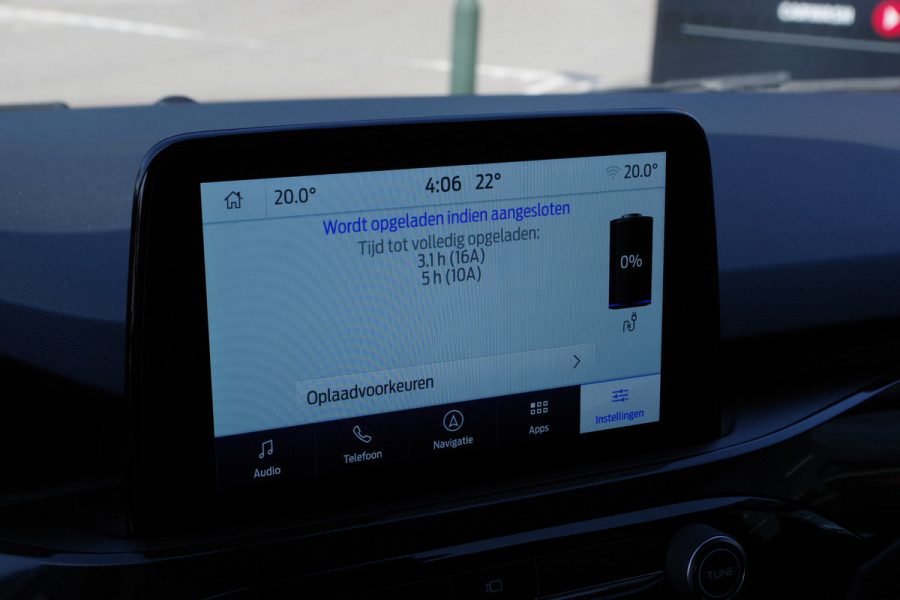 CARWASH
20.0°
4:06 22°
20.0°
Wordt opgeladen indien aangesloten
Tijd tot volledig opgeladen:
3.1 h (16A)
5 h (10A)
0%
Oplaadvoorkeuren
Audio
Telefoon
Navigatie
Apps
Instellingen
TUNE